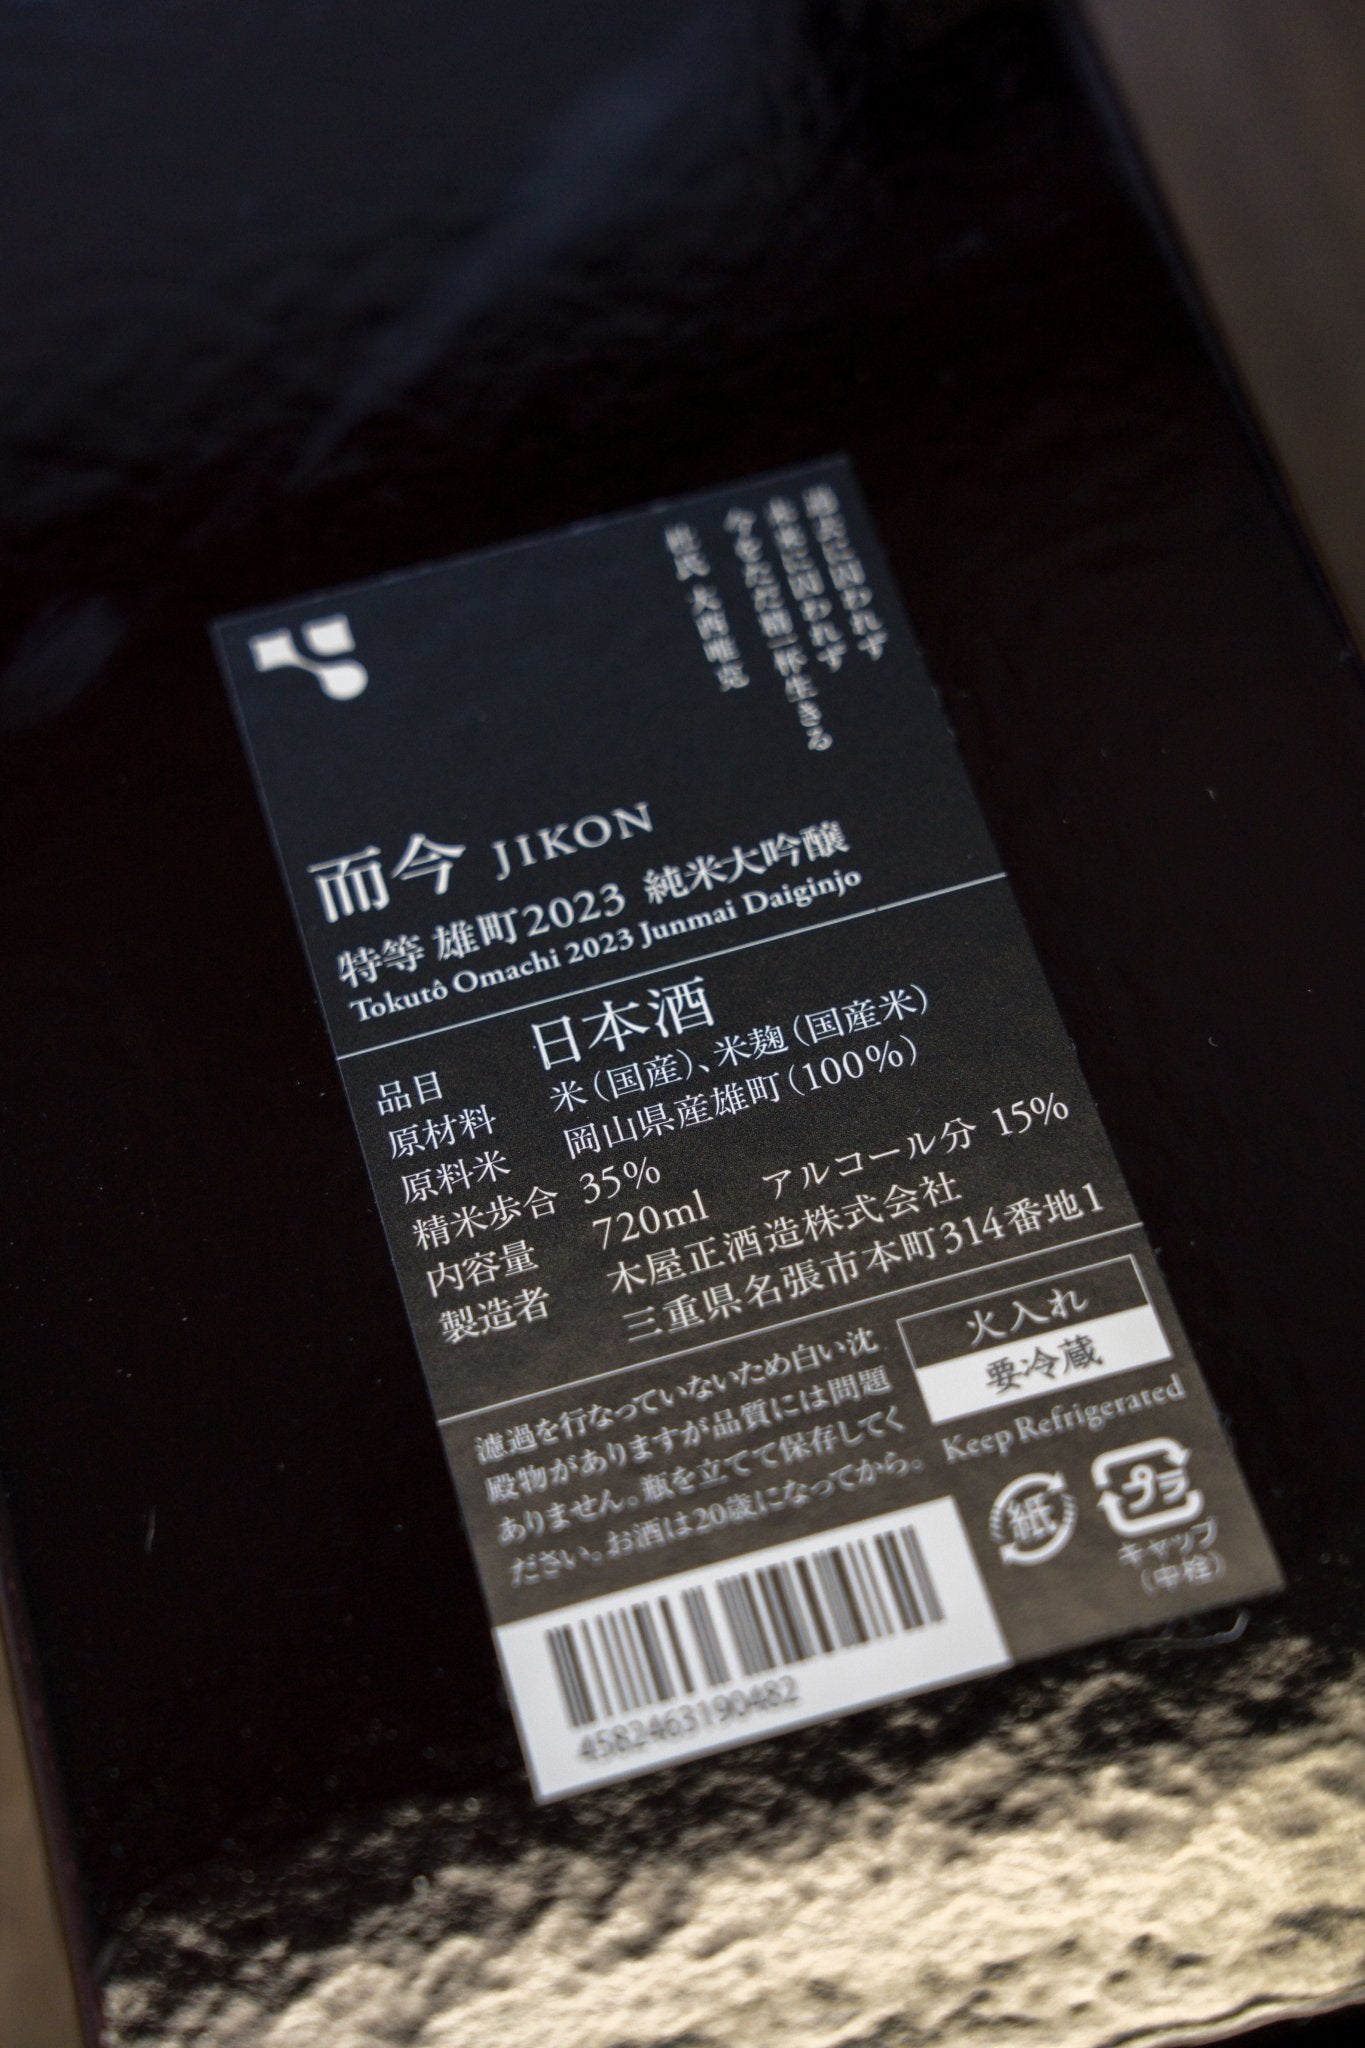 過去に囚われず
未来に囚われず
今をただ精一杯生きる
杜氏 大西唯克
而今 JIKON
特等 雄町2023 純米大吟醸
Tokutô Omachi 2023 Junmai Daiginjo
品目 日本酒
原材料 米(国産)、米麹(国産米)
原料米 岡山県産雄町(100%)
精米歩合 35%
内容量 720ml アルコール分 15%
製造者 木屋正酒造株式会社
三重県名張市本町314番地1
濾過を行なっていないため白い沈
殿物がありますが品質には問題
ありません。瓶を立てて保存してく
ださい。お酒は20歳になってから。
火入れ
要冷蔵
Keep Refrigerated
紙
プラ
キャップ
(中栓)
4582463190482